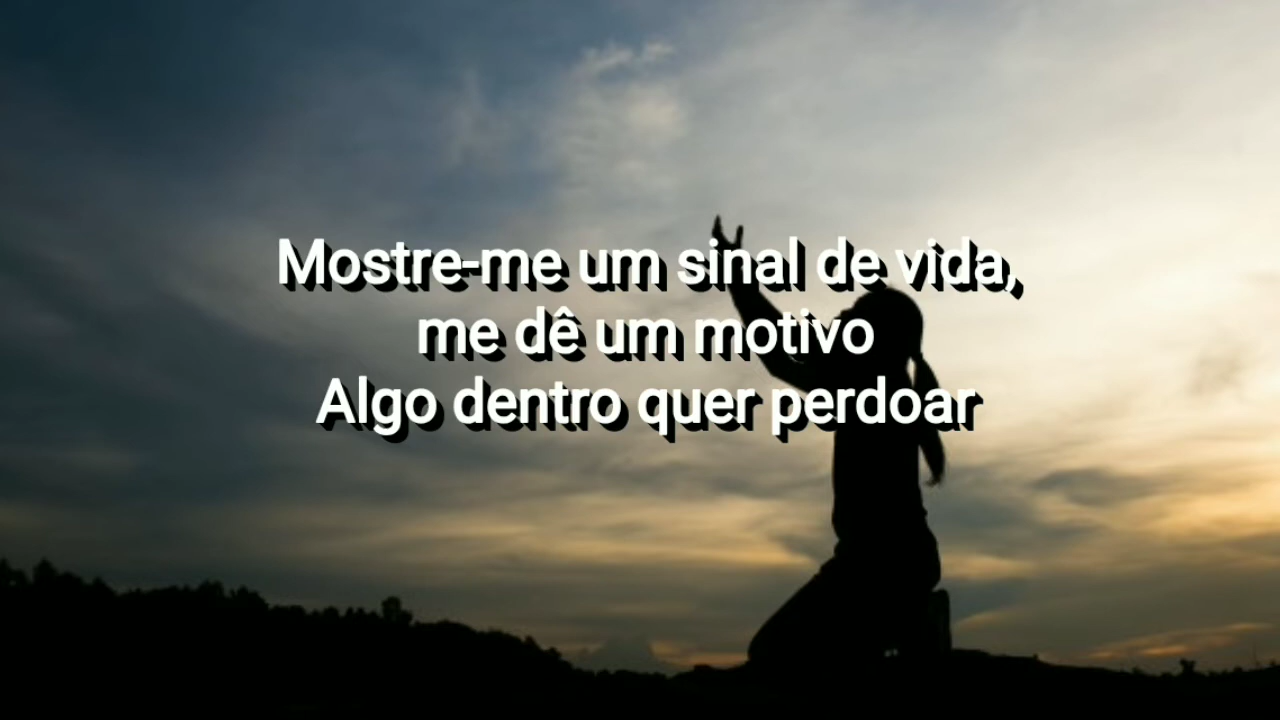 Mostre-me um sinal de vida,
me dê um motivo
Algo dentro quer perdoar